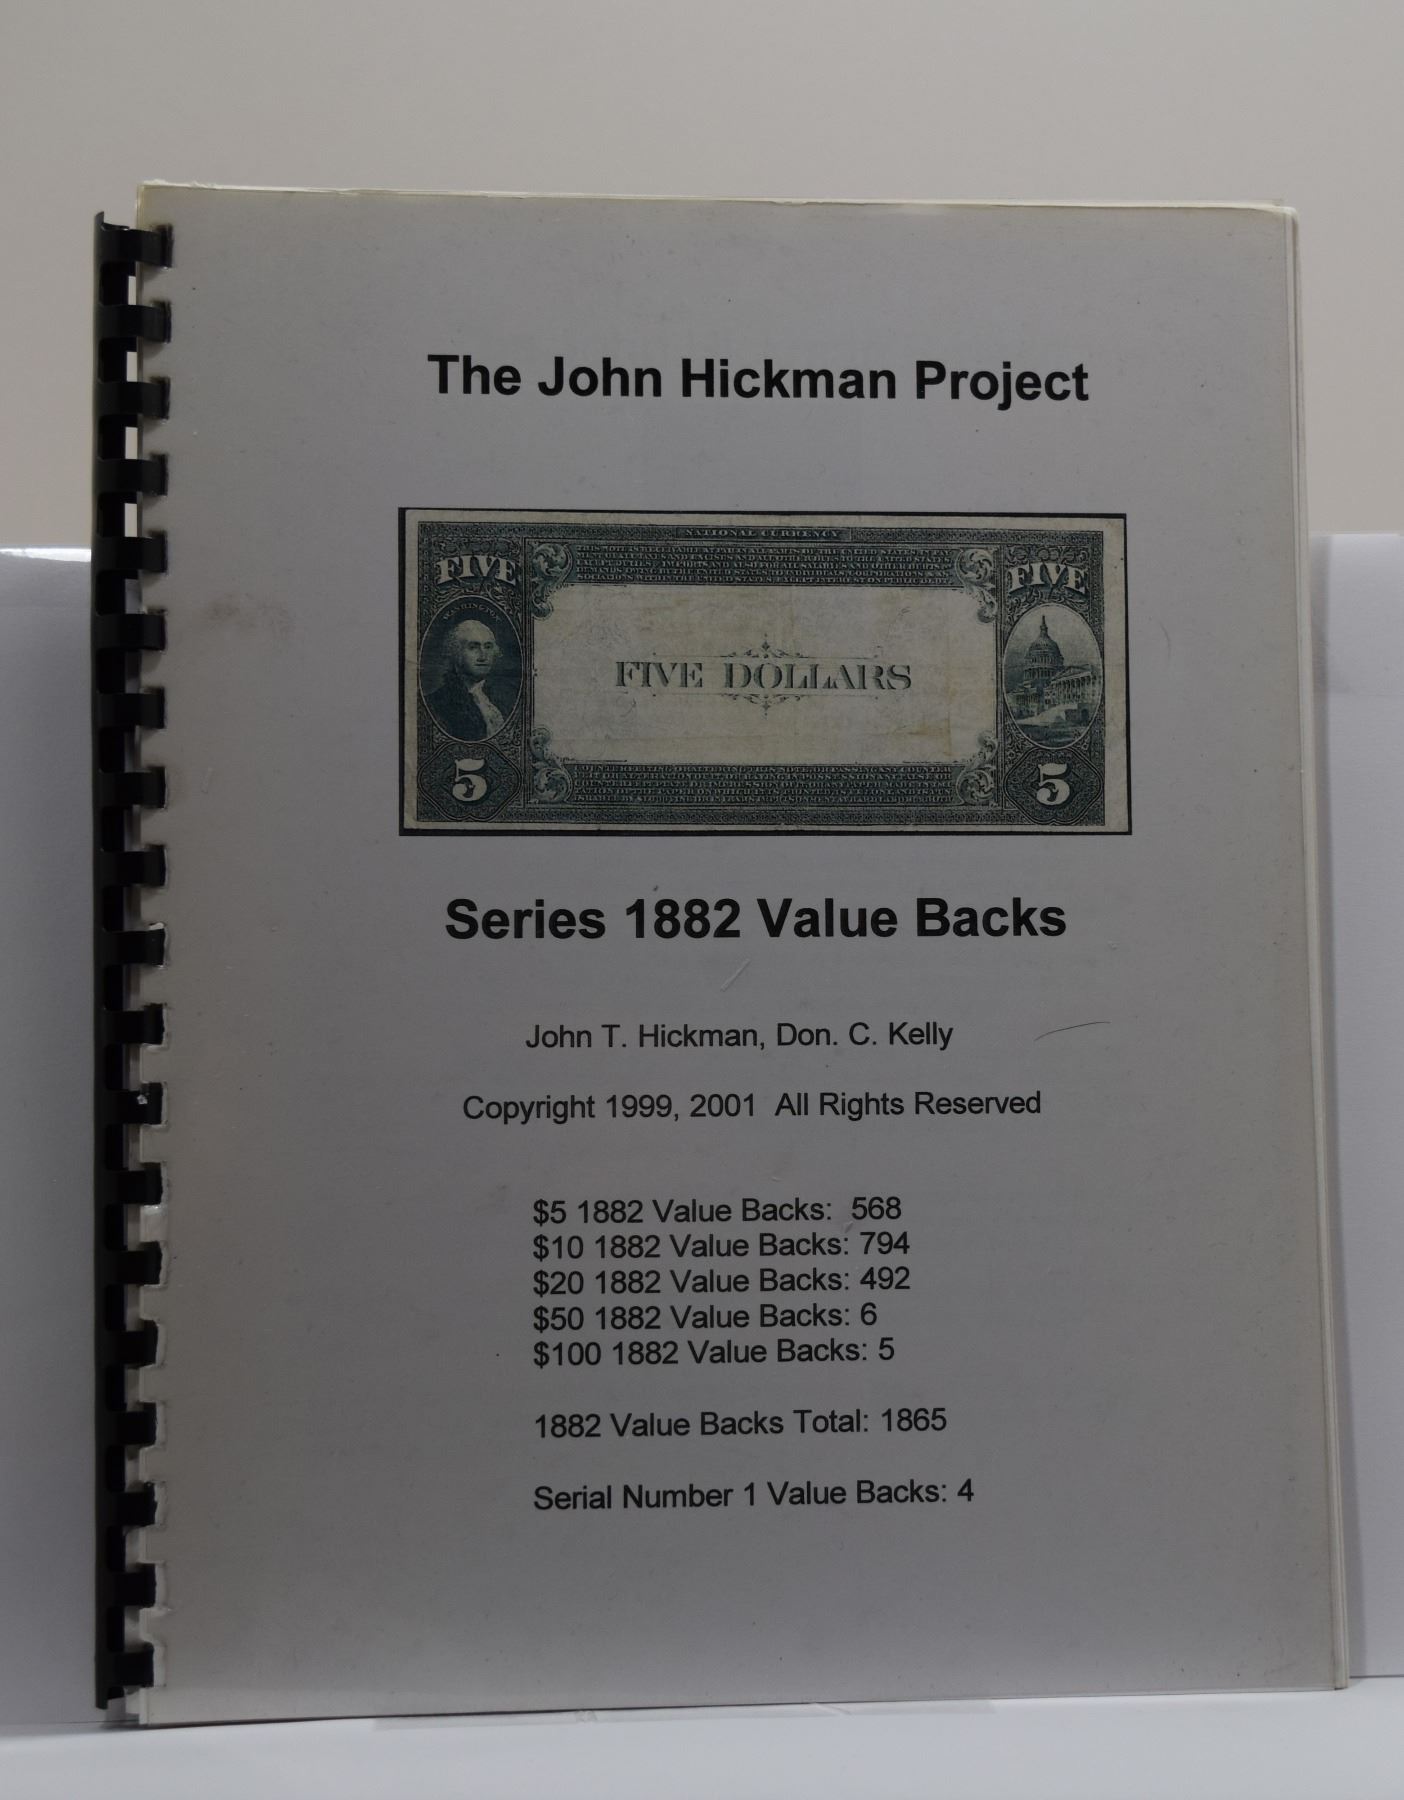 The John Hickman Project
NATIONAL CURRENCY
FIVE
FIVE
WASHINGTON
FIVE DOLLARS
5
5
Series 1882 Value Backs
John T. Hickman, Don. C. Kelly
Copyright 1999, 2001 All Rights Reserved
$5 1882 Value Backs: 568
$10 1882 Value Backs: 794
$20 1882 Value Backs: 492
$50 1882 Value Backs: 6
$100 1882 Value Backs: 5
1882 Value Backs Total: 1865
Serial Number 1 Value Backs: 4